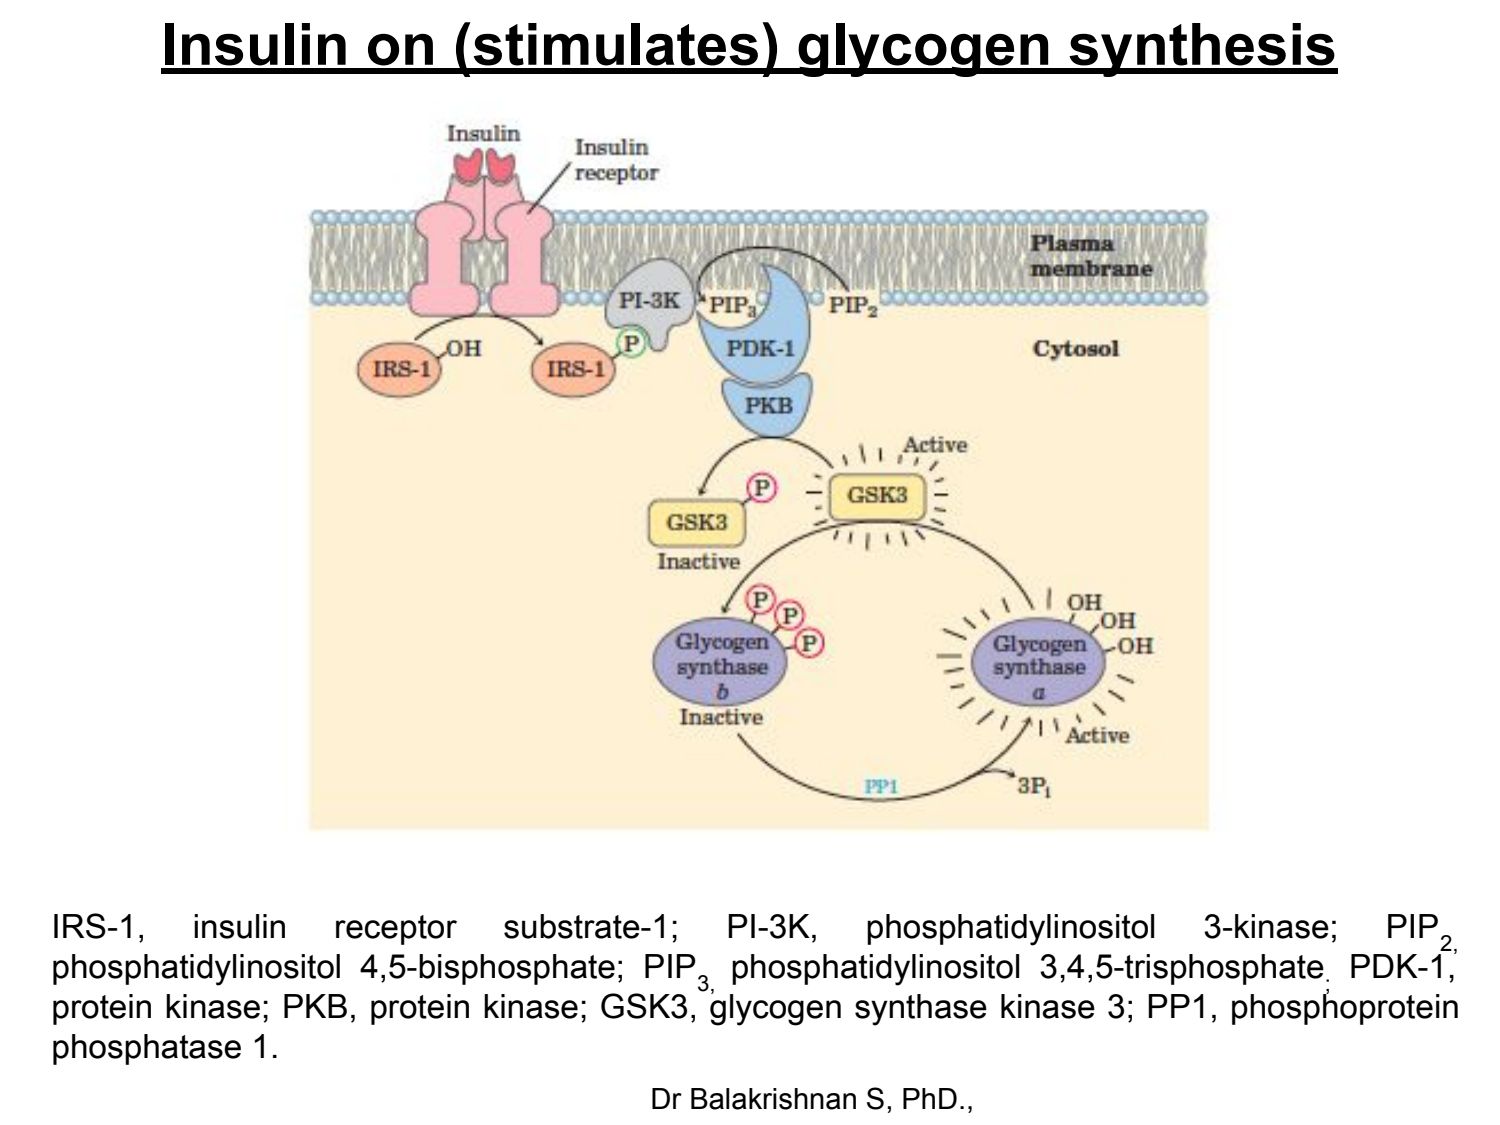 Insulin on (stimulates) glycogen synthesis
Insulin
Insulin
receptor
Plasma
membrane
PI-3K
PIP3
PIP2
P
OH
IRS-1
IRS-1
PDK-1
Cytosol
PKB
Active
P
GSK3
GSK3
Inactive
P
P
P
Glycogen
synthase
b
Inactive
OH
OH
OH
Glycogen
synthase
a
Active
PP1
3Pi
IRS-1, insulin receptor substrate-1; PI-3K, phosphatidylinositol 3-kinase; PIP2,
phosphatidylinositol 4,5-bisphosphate; PIP3, phosphatidylinositol 3,4,5-trisphosphate; PDK-1,
protein kinase; PKB, protein kinase; GSK3, glycogen synthase kinase 3; PP1, phosphoprotein
phosphatase 1.
Dr Balakrishnan S, PhD.,